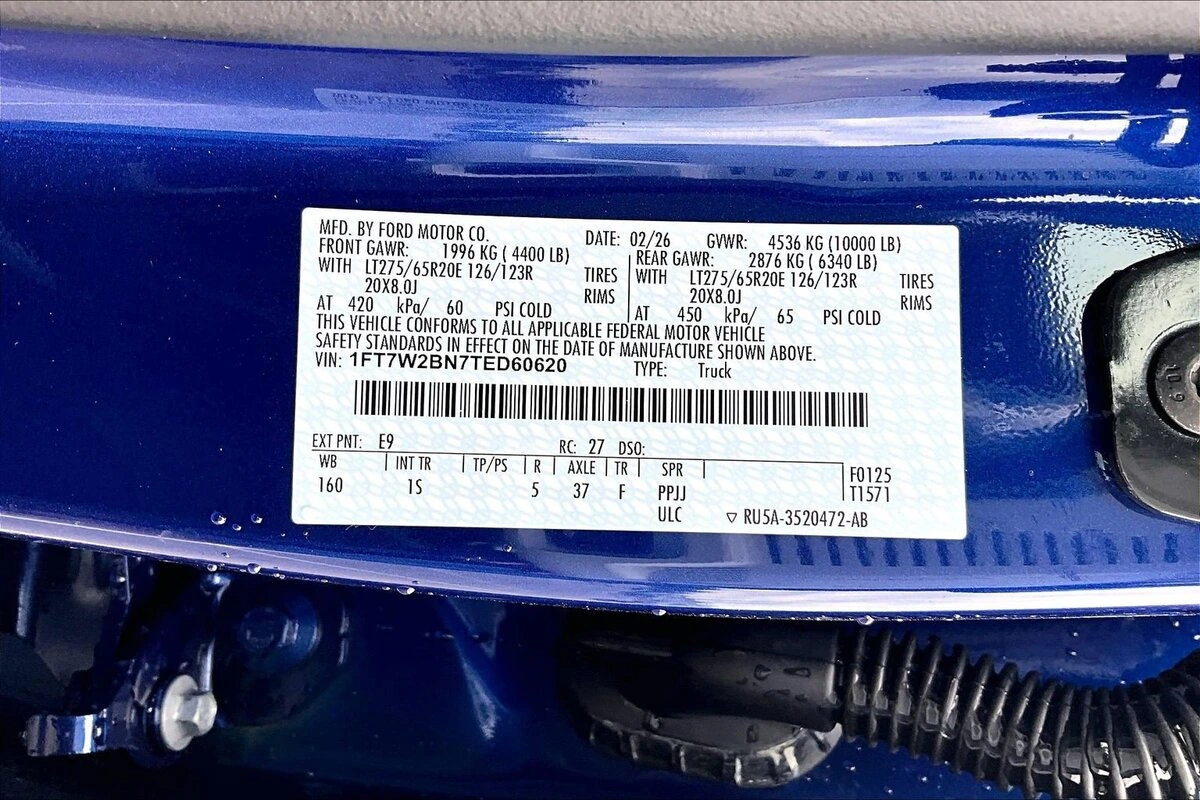 MFD. BY FORD MOTOR CO.
DATE: 02/26 GVWR: 4536 KG (10000 LB)
FRONT GAWR: 1996 KG ( 4400 LB) REAR GAWR: 2876 KG ( 6340 LB)
WITH LT275/65R20E 126/123R TIRES WITH LT275/65R20E 126/123R TIRES
20X8.0J RIMS 20X8.0J RIMS
AT 420 kPa/ 60 PSI COLD AT 450 kPa/ 65 PSI COLD
THIS VEHICLE CONFORMS TO ALL APPLICABLE FEDERAL MOTOR VEHICLE
SAFETY STANDARDS IN EFFECT ON THE DATE OF MANUFACTURE SHOWN ABOVE.
VIN: 1FT7W2BN7TED60620 TYPE: Truck
EXT PNT: E9 RC: 27 DSO:
WB INT TR TP/PS R AXLE TR SPR F0125
160 1S 5 37 F PPJJ T1571
ULC ▽ RU5A-3520472-AB
10.9